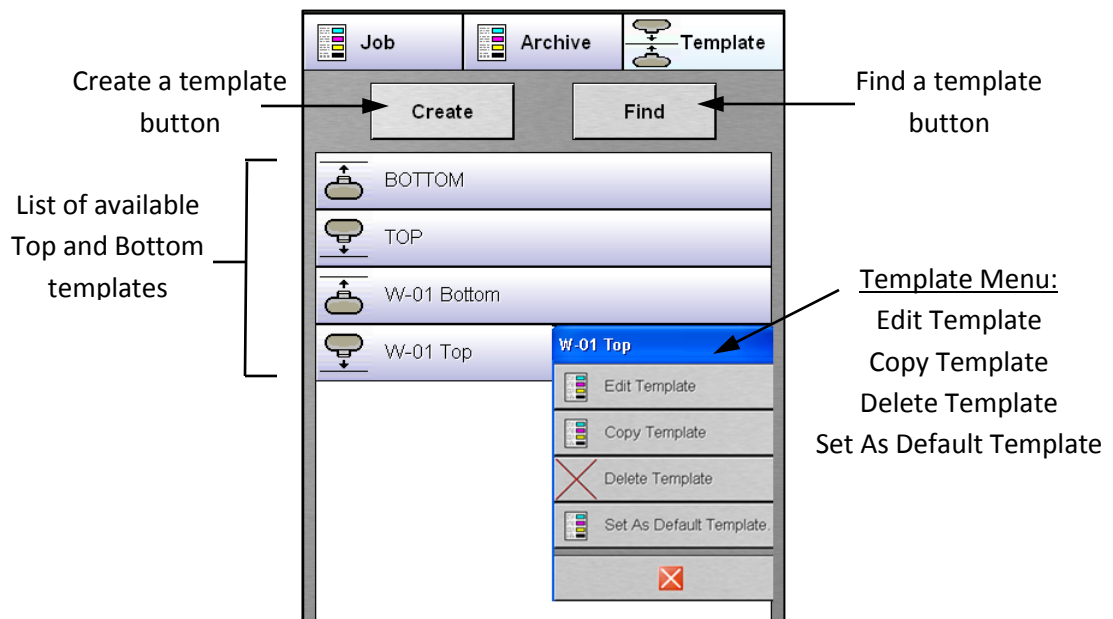 Job
Archive
Template
Create a template
button
Create
Find
Find a template
button
List of available
Top and Bottom
templates
BOTTOM
TOP
W-01 Bottom
W-01 Top
W-01 Top
Edit Template
Copy Template
Delete Template
Set As Default Template.
Template Menu:
Edit Template
Copy Template
Delete Template
Set As Default Template